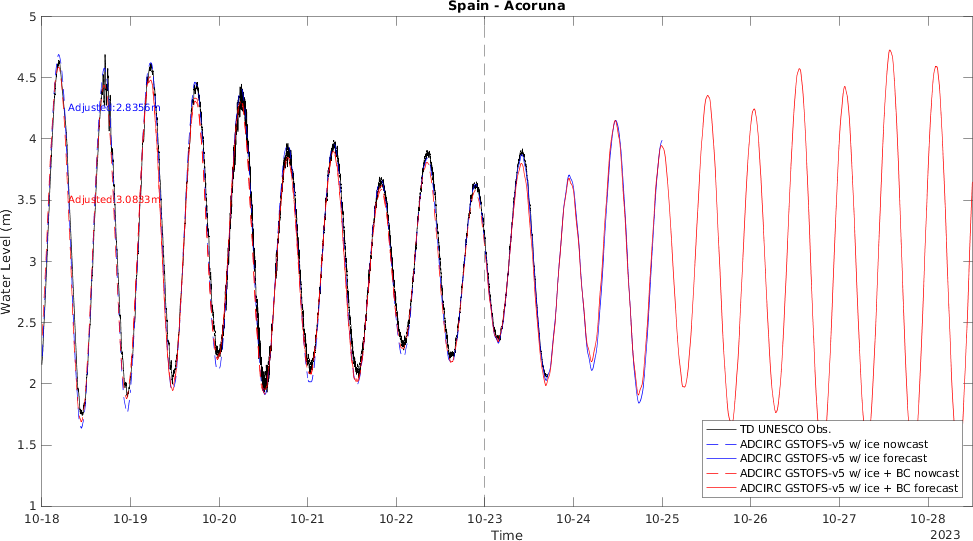 Spain - Acoruna
Water Level (m)
5
4.5
4
3.5
3
2.5
2
1.5
1
Adjusted:2.8356m
Adjusted:3.0833m
TD UNESCO Obs.
ADCIRC GSTOFS-v5 w/ ice nowcast
ADCIRC GSTOFS-v5 w/ ice forecast
ADCIRC GSTOFS-v5 w/ ice + BC nowcast
ADCIRC GSTOFS-v5 w/ ice + BC forecast
10-18 10-19 10-20 10-21 10-22 10-23 10-24 10-25 10-26 10-27 10-28
Time
2023